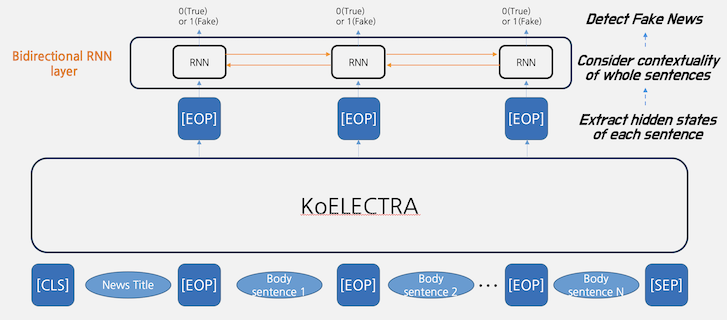 0(True)
or 1(Fake)
0(True)
or 1(Fake)
0(True)
or 1(Fake)
Detect Fake News
Bidirectional RNN
layer
RNN
RNN
RNN
Consider contextuality
of whole sentences
[EOP]
[EOP]
[EOP]
Extract hidden states
of each sentence
KoELECTRA
[CLS]
News Title
[EOP]
Body
sentence 1
[EOP]
Body
sentence 2
...
[EOP]
Body
sentence N
[SEP]